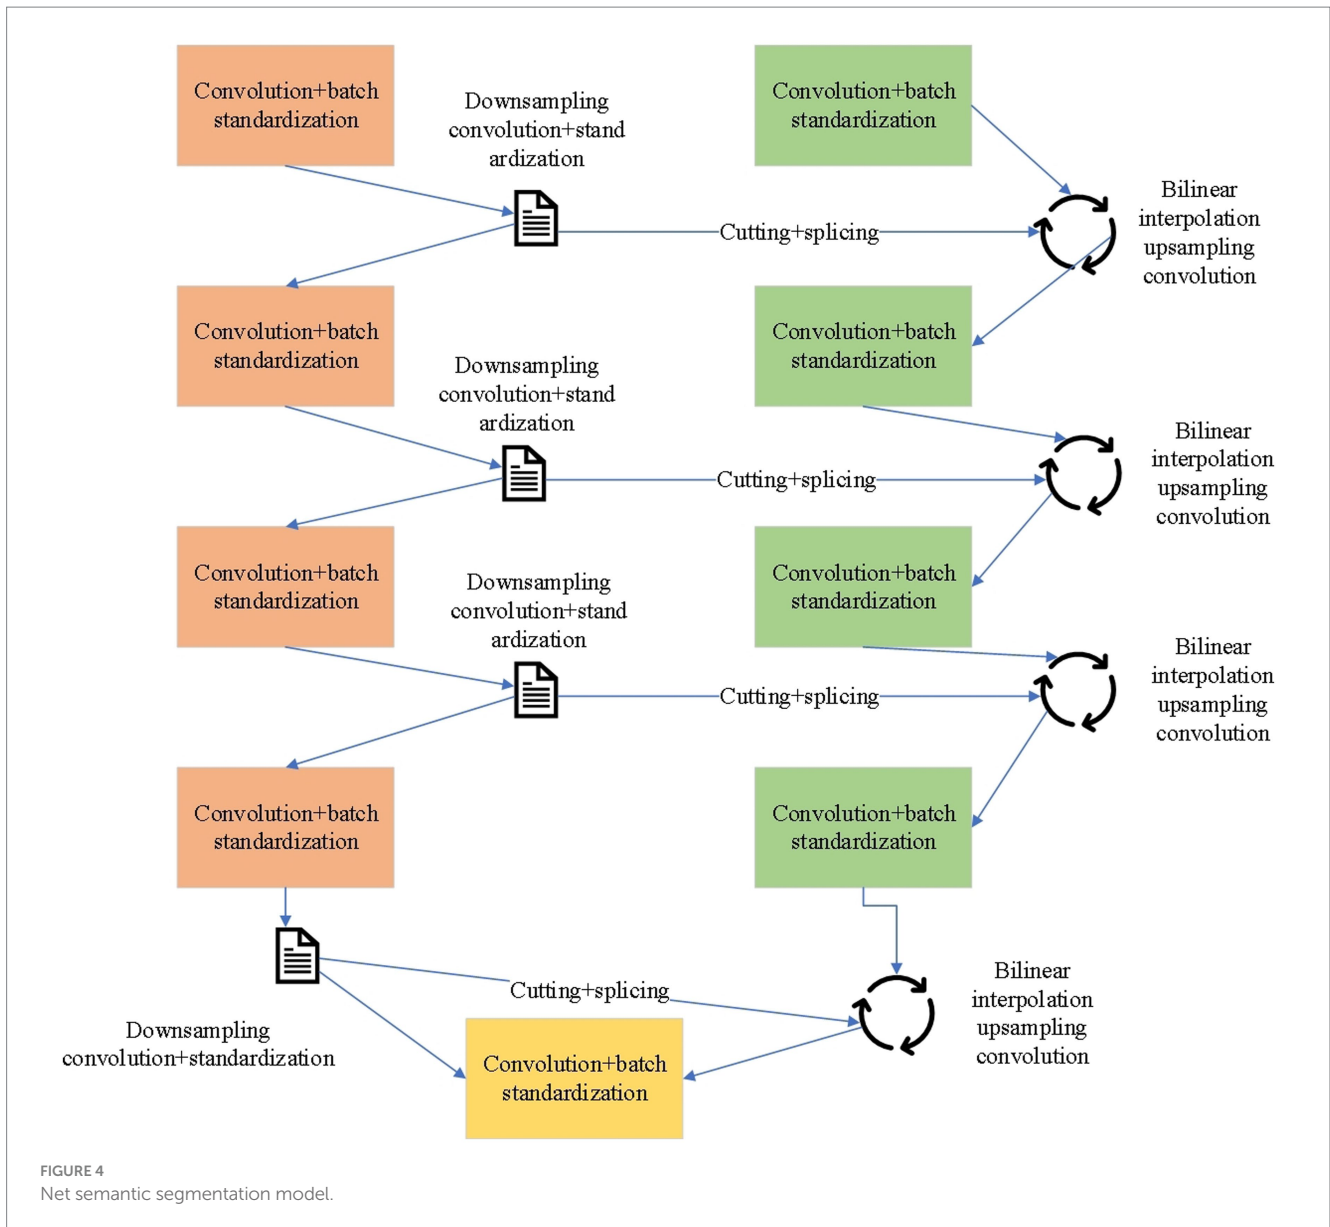 Convolution+batch
standardization
Downsampling
convolution+stand
ardization
Convolution+batch
standardization
Cutting+splicing
Bilinear
interpolation
upsampling
convolution
Convolution+batch
standardization
Downsampling
convolution+stand
ardization
Convolution+batch
standardization
Cutting+splicing
Bilinear
interpolation
upsampling
convolution
Convolution+batch
standardization
Downsampling
convolution+stand
ardization
Convolution+batch
standardization
Cutting+splicing
Bilinear
interpolation
upsampling
convolution
Convolution+batch
standardization
Convolution+batch
standardization
Downsampling
convolution+standardization
Cutting+splicing
Bilinear
interpolation
upsampling
convolution
Convolution+batch
standardization
FIGURE 4
Net semantic segmentation model.